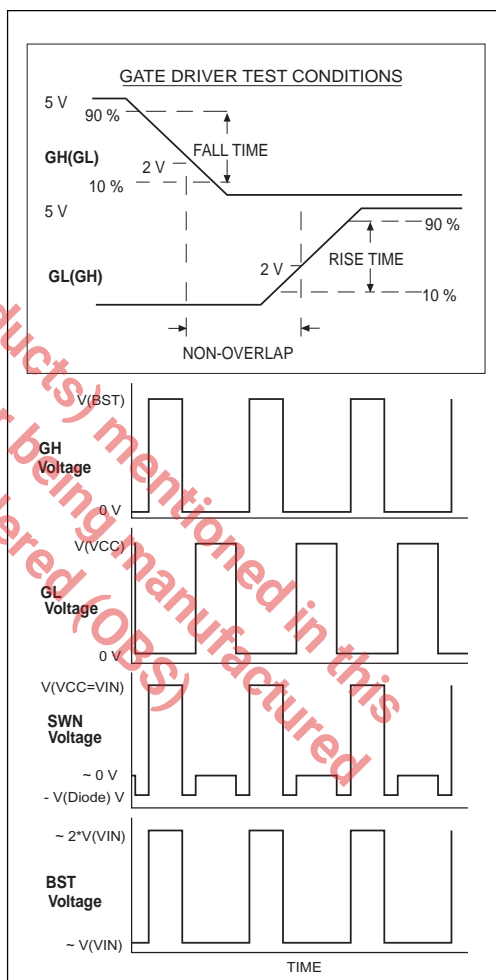 GATE DRIVER TEST CONDITIONS
5 V
90 %
FALL TIME
GH(GL)
2 V
10 %
5 V
90 %
2 V
RISE TIME
GL(GH)
10 %
NON-OVERLAP
V(BST)
GH
Voltage
0 V
V(VCC)
GL
Voltage
0 V
V(VCC=VIN)
SWN
Voltage
~ 0 V
- V(Diode) V
~ 2*V(VIN)
BST
Voltage
~ V(VIN)
TIME
ducts) mentioned in this
being manufactured
dered (OBS)